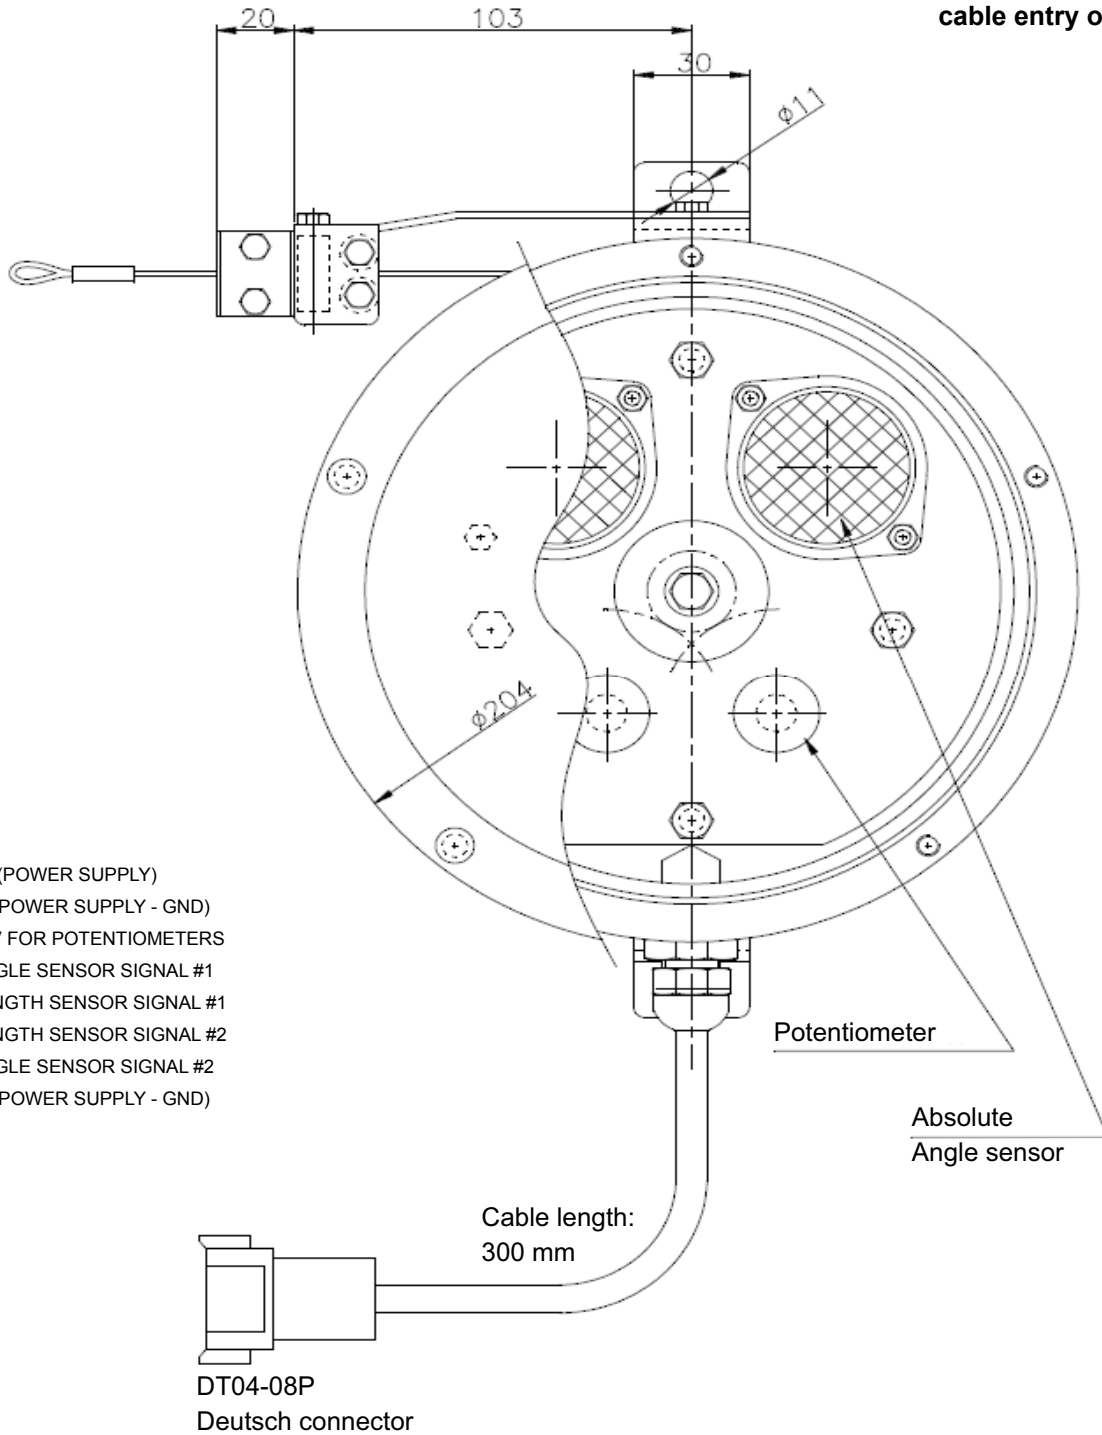 cable entry o
20
103
30
ϕ11
ϕ204
(POWER SUPPLY)
POWER SUPPLY - GND)
FOR POTENTIOMETERS
GLE SENSOR SIGNAL #1
NGTH SENSOR SIGNAL #1
NGTH SENSOR SIGNAL #2
GLE SENSOR SIGNAL #2
POWER SUPPLY - GND)
Potentiometer
Absolute
Angle sensor
Cable length:
300 mm
DT04-08P
Deutsch connector